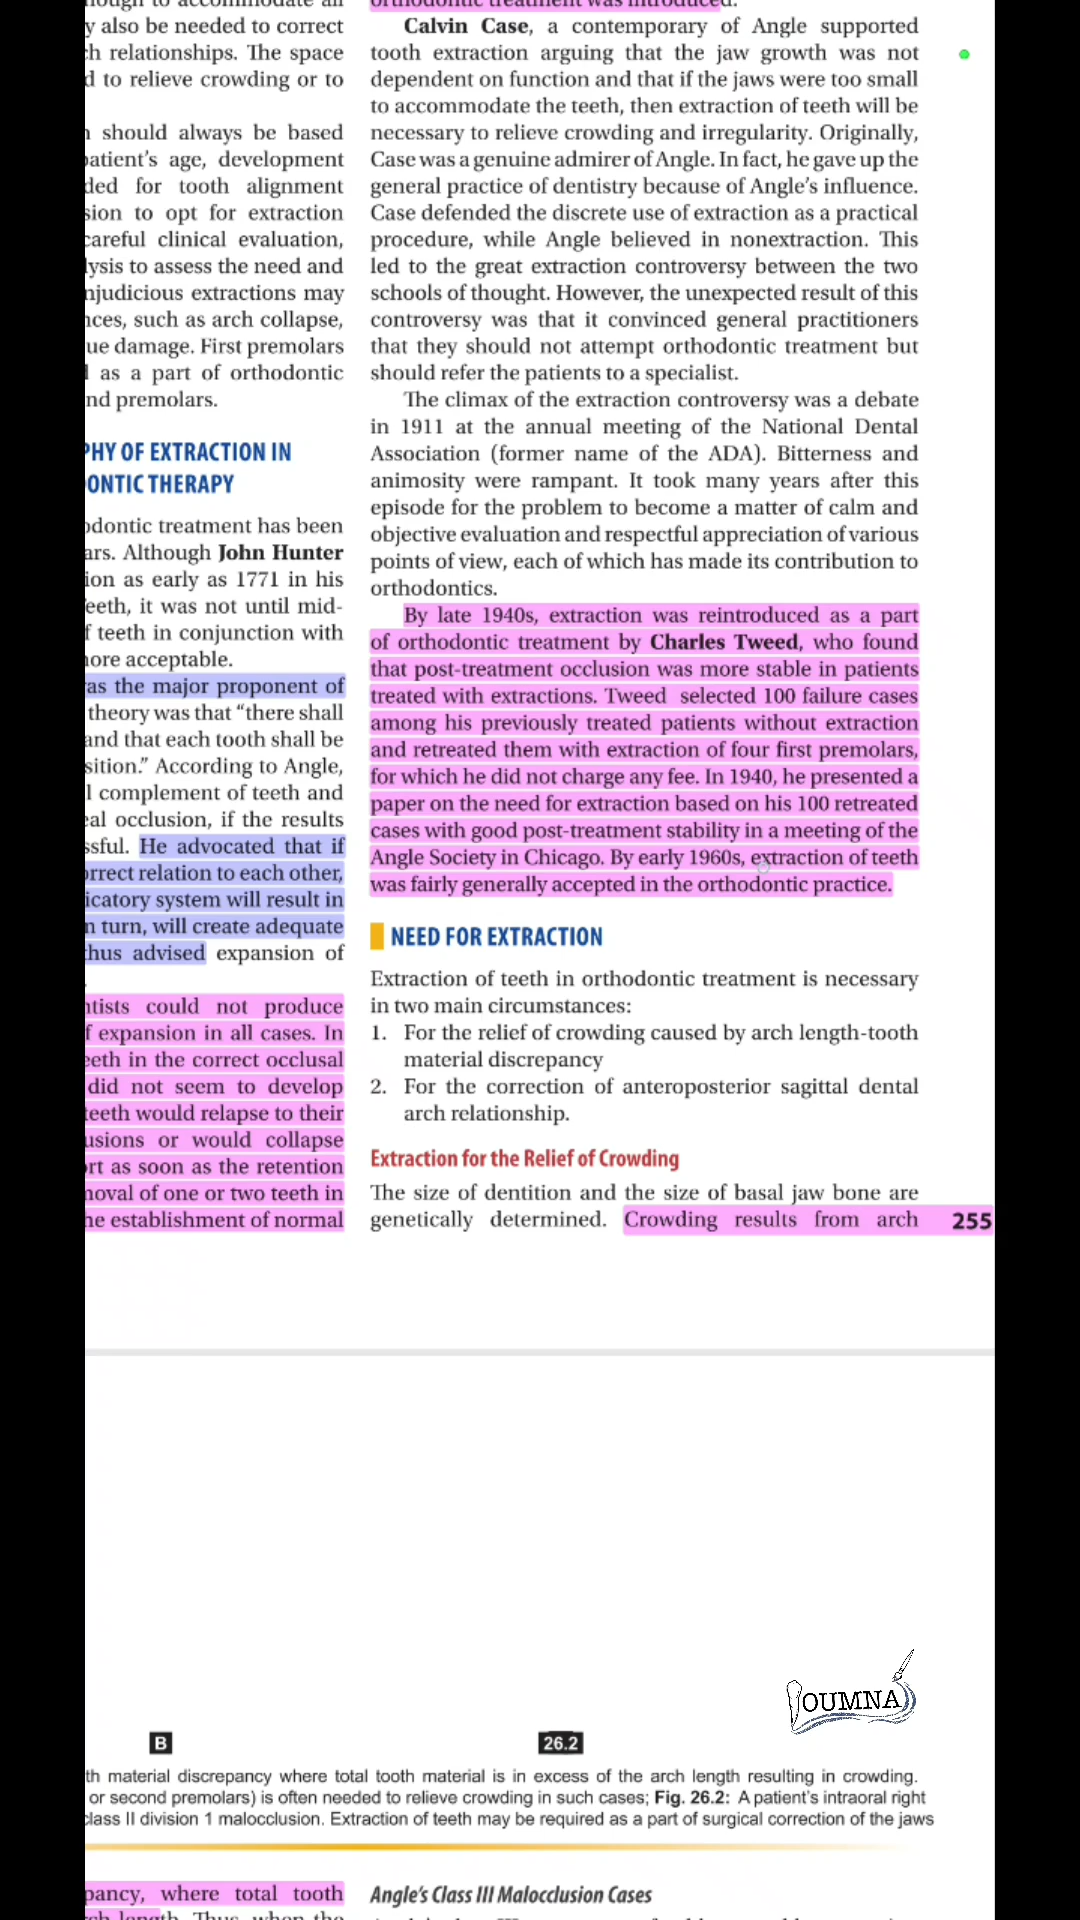 y also be needed to correct
ch relationships. The space
d to relieve crowding or to
should always be based
patient's age, development
ded for tooth alignment
sion to opt for extraction
careful clinical evaluation,
lysis to assess the need and
njudicious extractions may
nces, such as arch collapse,
ue damage. First premolars
l as a part of orthodontic
nd premolars.
PHY OF EXTRACTION IN
ONTIC THERAPY
odontic treatment has been
ars. Although John Hunter
ion as early as 1771 in his
eeth, it was not until mid-
f teeth in conjunction with
more acceptable.
as the major proponent of
theory was that “there shall
and that each tooth shall be
sition.” According to Angle,
l complement of teeth and
eal occlusion, if the results
ssful. He advocated that if
orrect relation to each other,
icatory system will result in
n turn, will create adequate
thus advised expansion of
ntists could not produce
f expansion in all cases. In
eeth in the correct occlusal
did not seem to develop
teeth would relapse to their
usions or would collapse
rt as soon as the retention
moval of one or two teeth in
he establishment of normal
orthodontic treatment was introduced.
Calvin Case, a contemporary of Angle supported
tooth extraction arguing that the jaw growth was not
dependent on function and that if the jaws were too small
to accommodate the teeth, then extraction of teeth will be
necessary to relieve crowding and irregularity. Originally,
Case was a genuine admirer of Angle. In fact, he gave up the
general practice of dentistry because of Angle's influence.
Case defended the discrete use of extraction as a practical
procedure, while Angle believed in nonextraction. This
led to the great extraction controversy between the two
schools of thought. However, the unexpected result of this
controversy was that it convinced general practitioners
that they should not attempt orthodontic treatment but
should refer the patients to a specialist.
The climax of the extraction controversy was a debate
in 1911 at the annual meeting of the National Dental
Association (former name of the ADA). Bitterness and
animosity were rampant. It took many years after this
episode for the problem to become a matter of calm and
objective evaluation and respectful appreciation of various
points of view, each of which has made its contribution to
orthodontics.
By late 1940s, extraction was reintroduced as a part
of orthodontic treatment by Charles Tweed, who found
that post-treatment occlusion was more stable in patients
treated with extractions. Tweed selected 100 failure cases
among his previously treated patients without extraction
and retreated them with extraction of four first premolars,
for which he did not charge any fee. In 1940, he presented a
paper on the need for extraction based on his 100 retreated
cases with good post-treatment stability in a meeting of the
Angle Society in Chicago. By early 1960s, extraction of teeth
was fairly generally accepted in the orthodontic practice.
NEED FOR EXTRACTION
Extraction of teeth in orthodontic treatment is necessary
in two main circumstances:
1. For the relief of crowding caused by arch length-tooth
material discrepancy
2. For the correction of anteroposterior sagittal dental
arch relationship.
Extraction for the Relief of Crowding
The size of dentition and the size of basal jaw bone are
genetically determined. Crowding results from arch
255
JOUMNA
B
26.2
th material discrepancy where total tooth material is in excess of the arch length resulting in crowding.
or second premolars) is often needed to relieve crowding in such cases; Fig. 26.2: A patient's intraoral right
class II division 1 malocclusion. Extraction of teeth may be required as a part of surgical correction of the jaws
pancy, where total tooth
Angle's Class III Malocclusion Cases